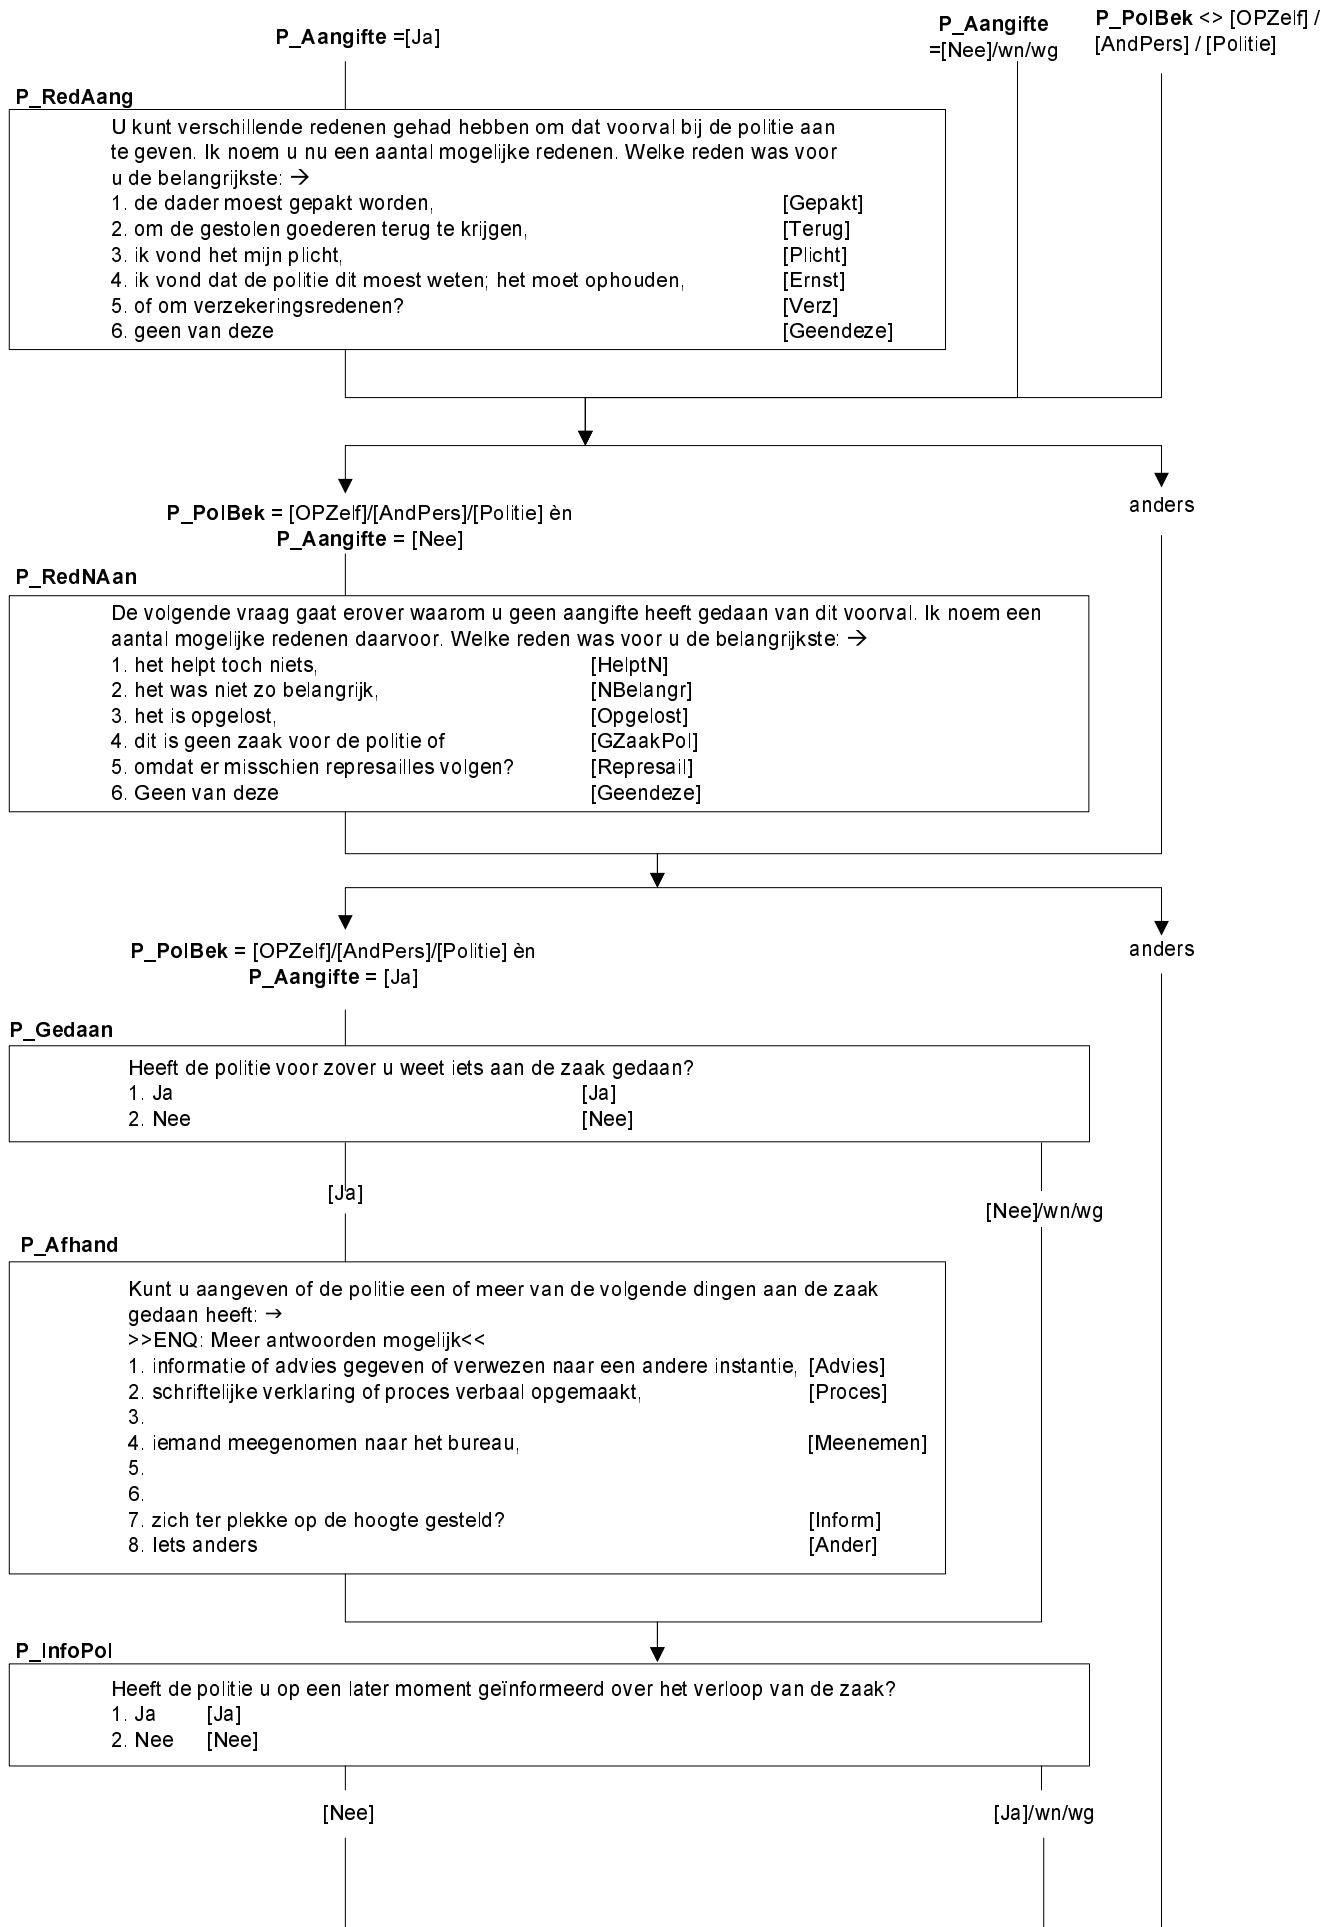 P_Aangifte =[Ja]
P_Aangifte
=[Nee]/wn/wg
P_PolBek <> [OPZelf] /
[AndPers] / [Politie]
P_RedAang
U kunt verschillende redenen gehad hebben om dat voorval bij de politie aan
te geven. Ik noem u nu een aantal mogelijke redenen. Welke reden was voor
u de belangrijkste: →
1. de dader moest gepakt worden, [Gepakt]
2. om de gestolen goederen terug te krijgen, [Terug]
3. ik vond het mijn plicht, [Plicht]
4. ik vond dat de politie dit moest weten; het moet ophouden, [Ernst]
5. of om verzekeringsredenen? [Verz]
6. geen van deze [Geendeze]
P_PolBek = [OPZelf]/[AndPers]/[Politie] èn
P_Aangifte = [Nee]
anders
P_RedNAan
De volgende vraag gaat erover waarom u geen aangifte heeft gedaan van dit voorval. Ik noem een
aantal mogelijke redenen daarvoor. Welke reden was voor u de belangrijkste: →
1. het helpt toch niets, [HelptN]
2. het was niet zo belangrijk, [NBelangr]
3. het is opgelost, [Opgelost]
4. dit is geen zaak voor de politie of [GZaakPol]
5. omdat er misschien represailles volgen? [Represail]
6. Geen van deze [Geendeze]
P_PolBek = [OPZelf]/[AndPers]/[Politie] èn
P_Aangifte = [Ja]
anders
P_Gedaan
Heeft de politie voor zover u weet iets aan de zaak gedaan?
1. Ja [Ja]
2. Nee [Nee]
[Ja]
[Nee]/wn/wg
P_Afhand
Kunt u aangeven of de politie een of meer van de volgende dingen aan de zaak
gedaan heeft: →
>>ENQ: Meer antwoorden mogelijk<<
1. informatie of advies gegeven of verwezen naar een andere instantie, [Advies]
2. schriftelijke verklaring of proces verbaal opgemaakt, [Proces]
3.
4. iemand meegenomen naar het bureau, [Meenemen]
5.
6.
7. zich ter plekke op de hoogte gesteld? [Inform]
8. Iets anders [Ander]
P_InfoPol
Heeft de politie u op een later moment geïnformeerd over het verloop van de zaak?
1. Ja [Ja]
2. Nee [Nee]
[Nee]
[Ja]/wn/wg